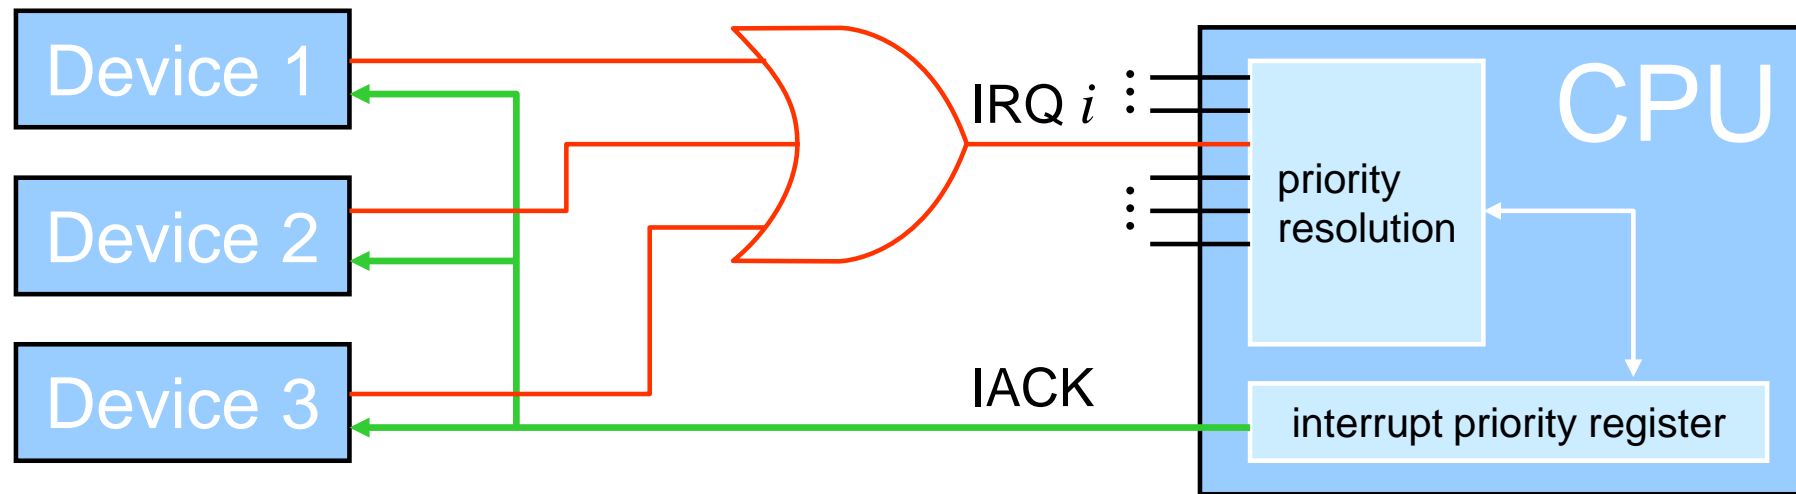 Device 1
Device 2
Device 3
IRQ i
IACK
CPU
priority
resolution
interrupt priority register